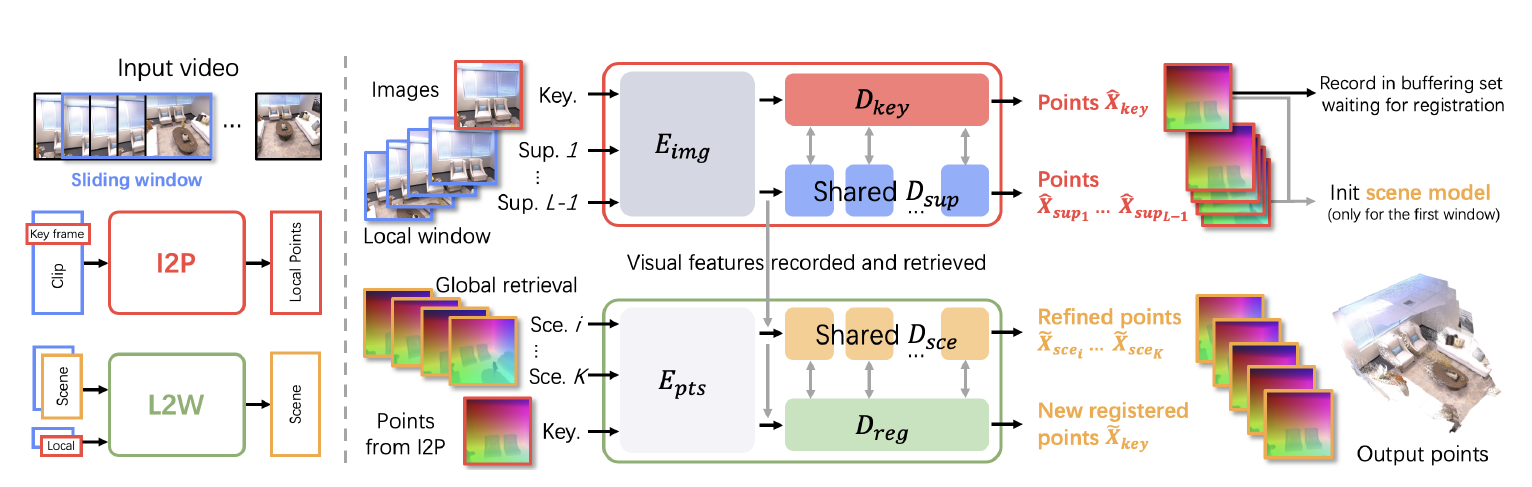 Input video
...
Sliding window
Key frame
Clip
I2P
Local Points
Scene
Local
L2W
Scene
Images
Key.
Sup. 1
⋮
Sup. L-1
Local window
E_img
D_key
Shared D_sup
...
Points X̂_key
Points
X̂_sup₁ ... X̂_sup_L-1
Record in buffering set
waiting for registration
Init scene model
(only for the first window)
Visual features recorded and retrieved
Global retrieval
Sce. i
⋮
Sce. K
Points
from I2P
Key.
E_pts
Shared D_sce
...
D_reg
Refined points
X̃_sce_i ... X̃_sce_K
New registered
points X̃_key
Output points